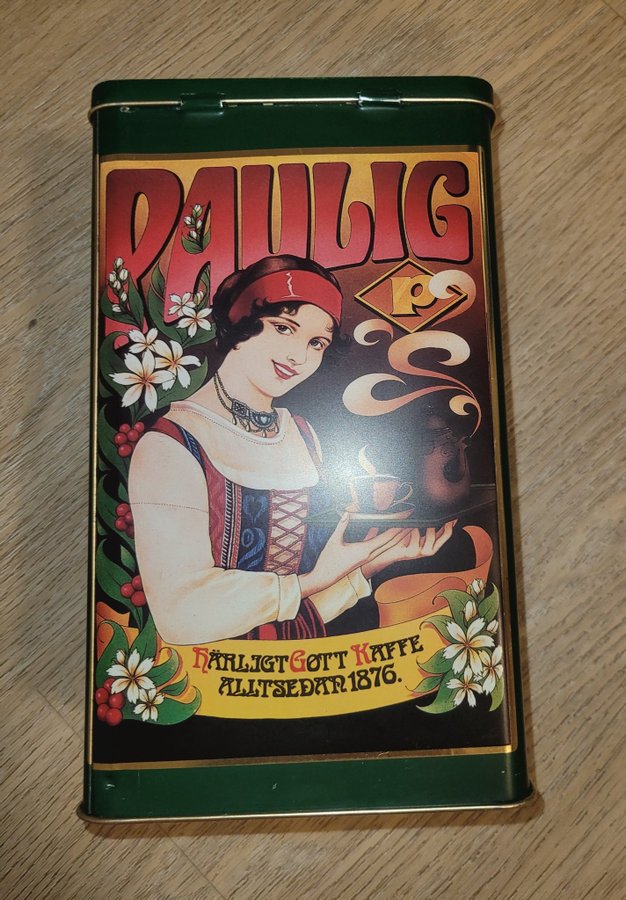 PAULIG
P
HÄRLIGT GOTT KAFFE
ALLTSEDAN 1876.